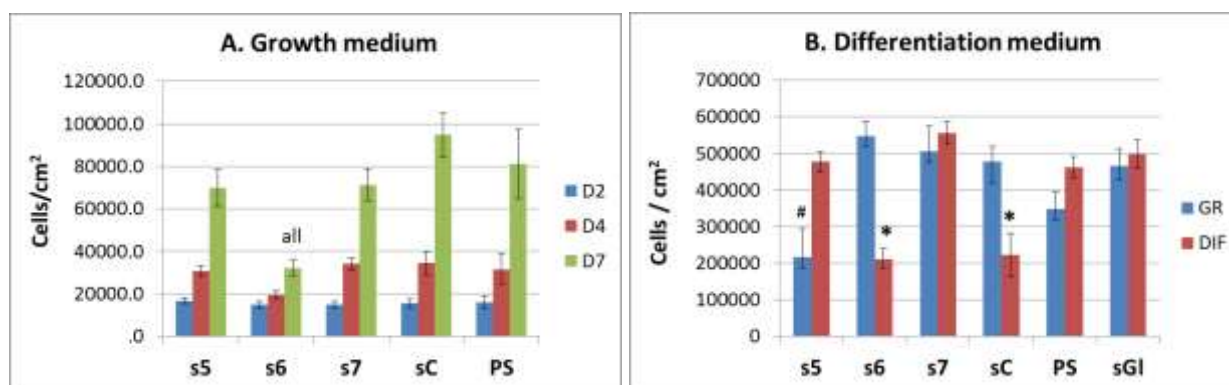 A. Growth medium
120000.0
100000.0
80000.0
60000.0
40000.0
20000.0
.0
Cells/cm²
all
s5 s6 s7 sC PS
D2
D4
D7
B. Differentiation medium
700000
600000
500000
400000
300000
200000
100000
0
Cells / cm²
#
*
*
s5 s6 s7 sC PS sGl
GR
DIF